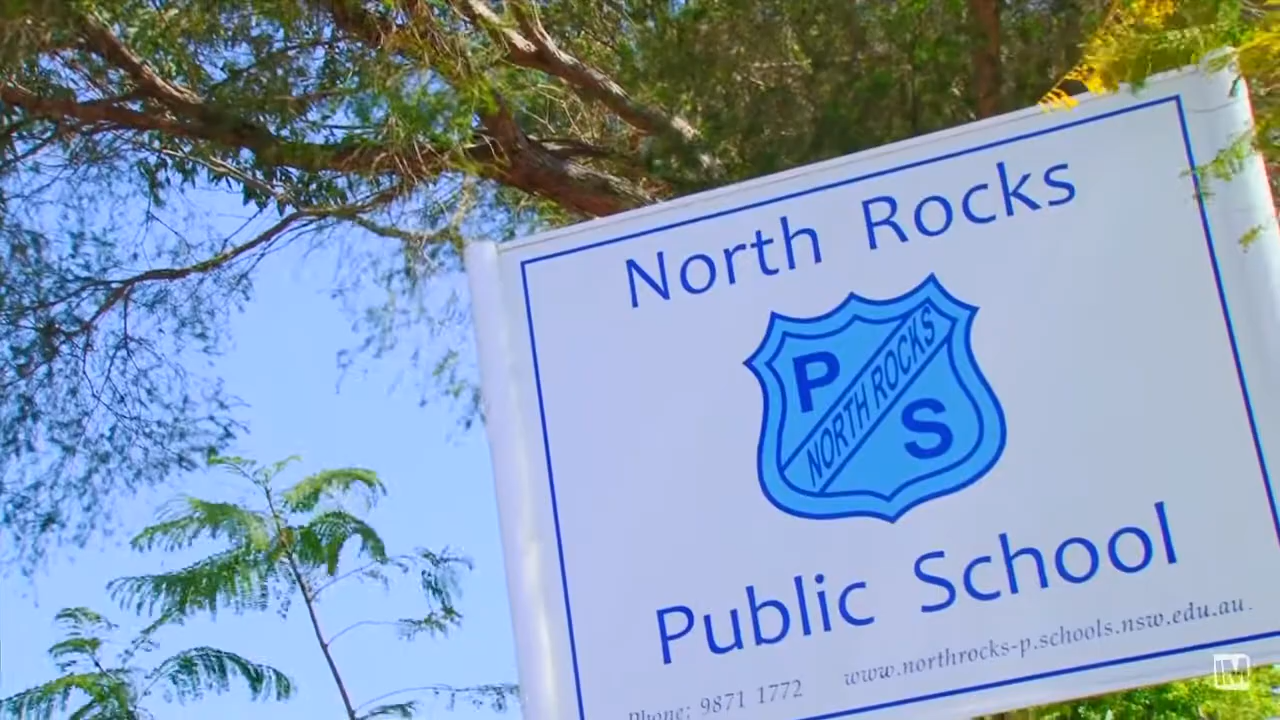 North Rocks
P
NORTH ROCKS
S
Public School
www.northrocks-p.schools.nsw.edu.au.
Phone: 9871 1772